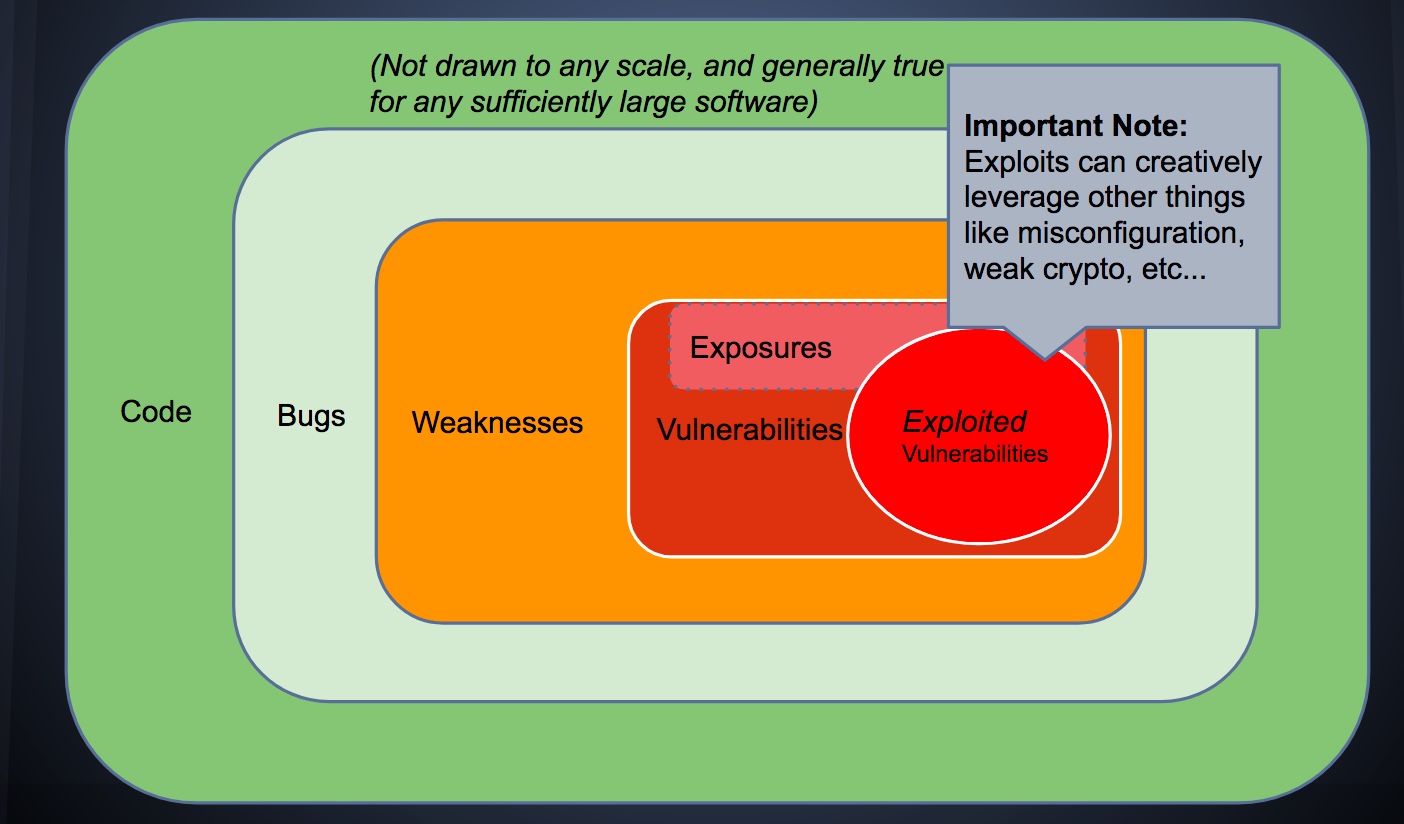 (Not drawn to any scale, and generally true
for any sufficiently large software)
Important Note:
Exploits can creatively
leverage other things
like misconfiguration,
weak crypto, etc...
Exposures
Code
Bugs
Weaknesses
Vulnerabilities
Exploited
Vulnerabilities